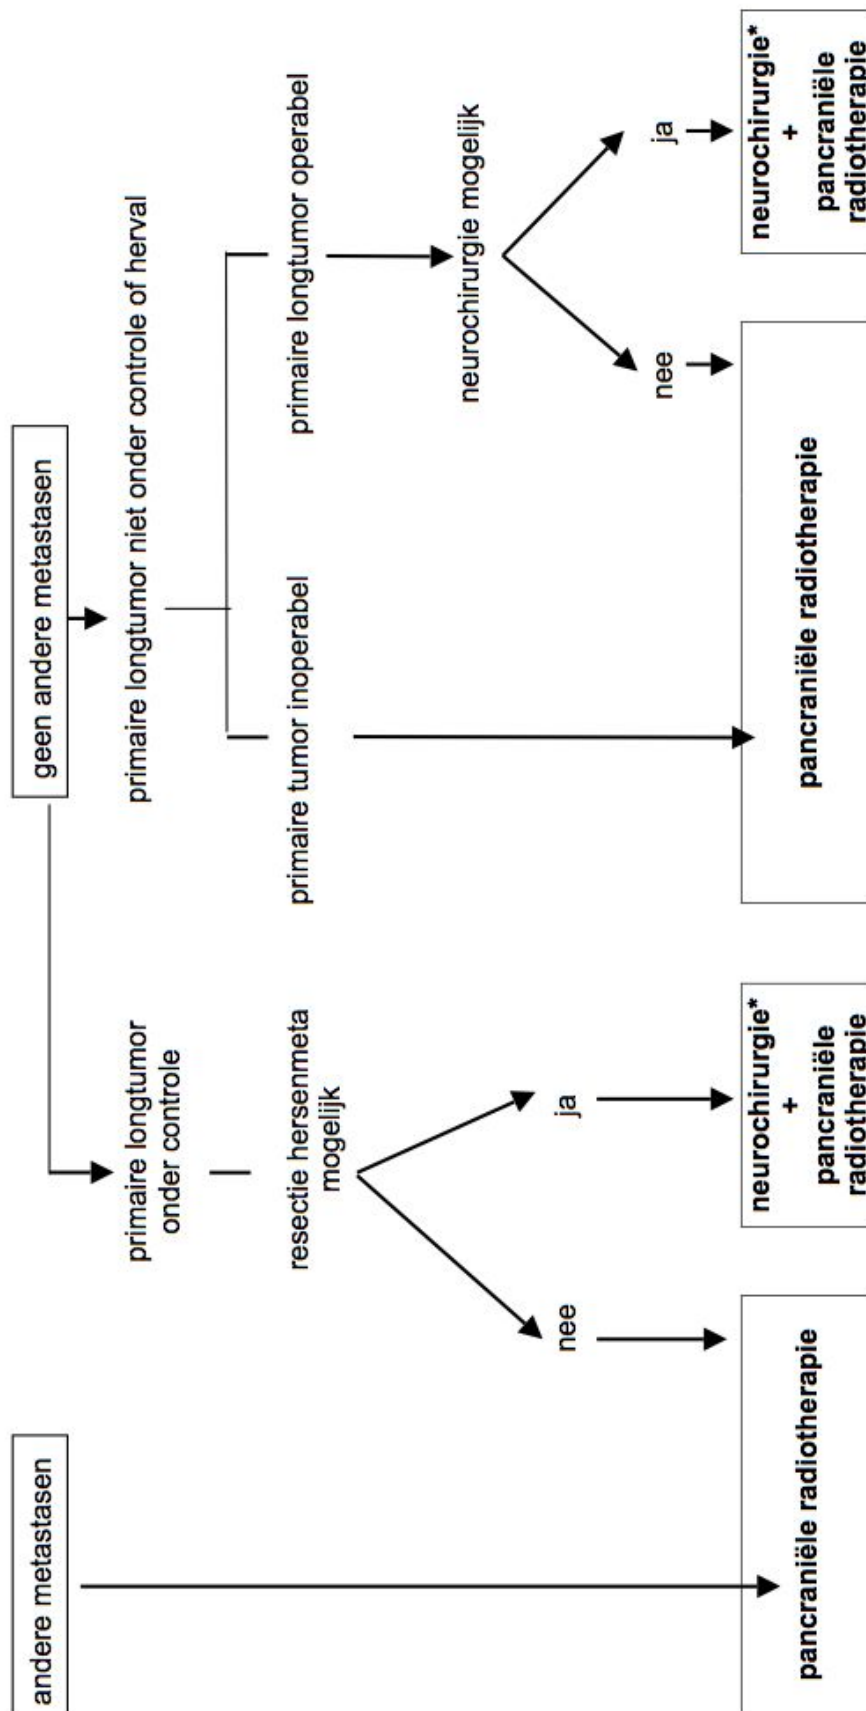 andere metastasen
geen andere metastasen
primaire longtumor
onder controle
primaire longtumor niet onder controle of herval
resectie hersenmeta
mogelijk
primaire tumor inoperabel
primaire longtumor operabel
neurochirurgie mogelijk
nee
ja
nee
ja
pancraniële radiotherapie
neurochirurgie*
+
pancraniële
radiotherapie
pancraniële radiotherapie
neurochirurgie*
+
pancraniële
radiotherapie